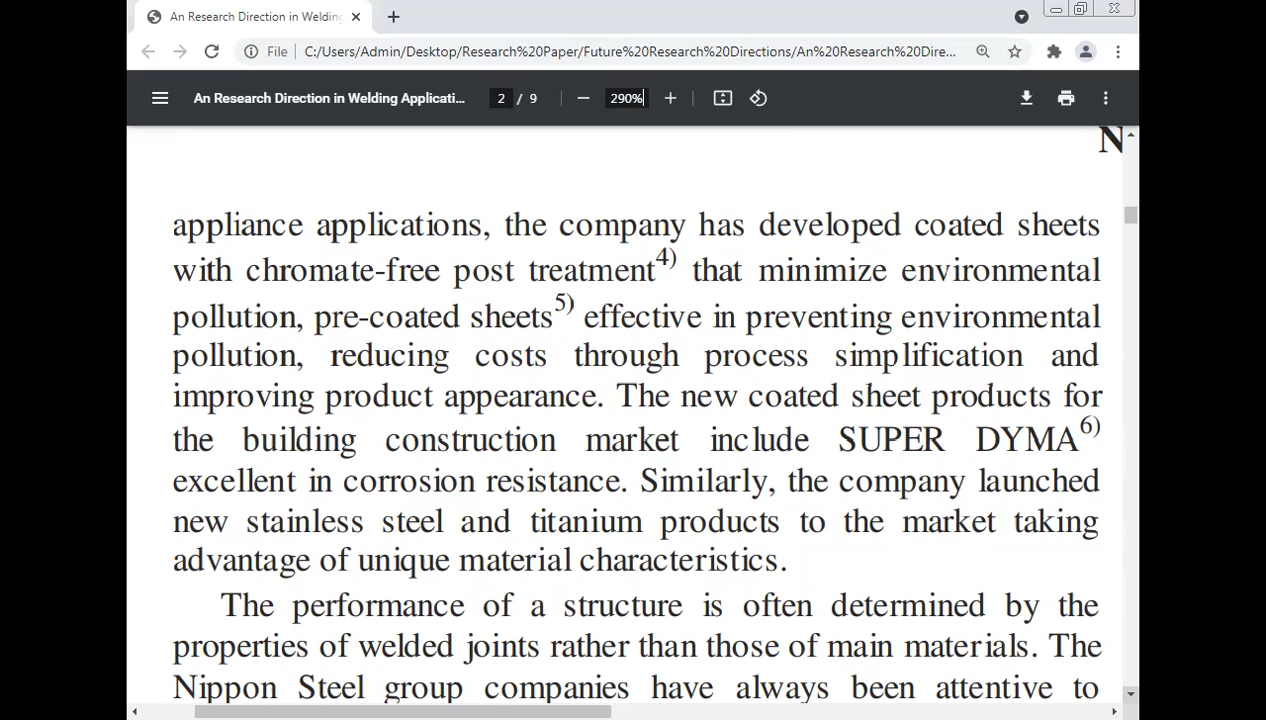 An Research Direction in Welding
File C:/Users/Admin/Desktop/Research%20Paper/Future%20Research%20Directions/An%20Research%20Dire...
An Research Direction in Welding Applicati... 2 / 9 290%
N
appliance applications, the company has developed coated sheets
with chromate-free post treatment4) that minimize environmental
pollution, pre-coated sheets5) effective in preventing environmental
pollution, reducing costs through process simplification and
improving product appearance. The new coated sheet products for
the building construction market include SUPER DYMA6)
excellent in corrosion resistance. Similarly, the company launched
new stainless steel and titanium products to the market taking
advantage of unique material characteristics.
The performance of a structure is often determined by the
properties of welded joints rather than those of main materials. The
Nippon Steel group companies have always been attentive to